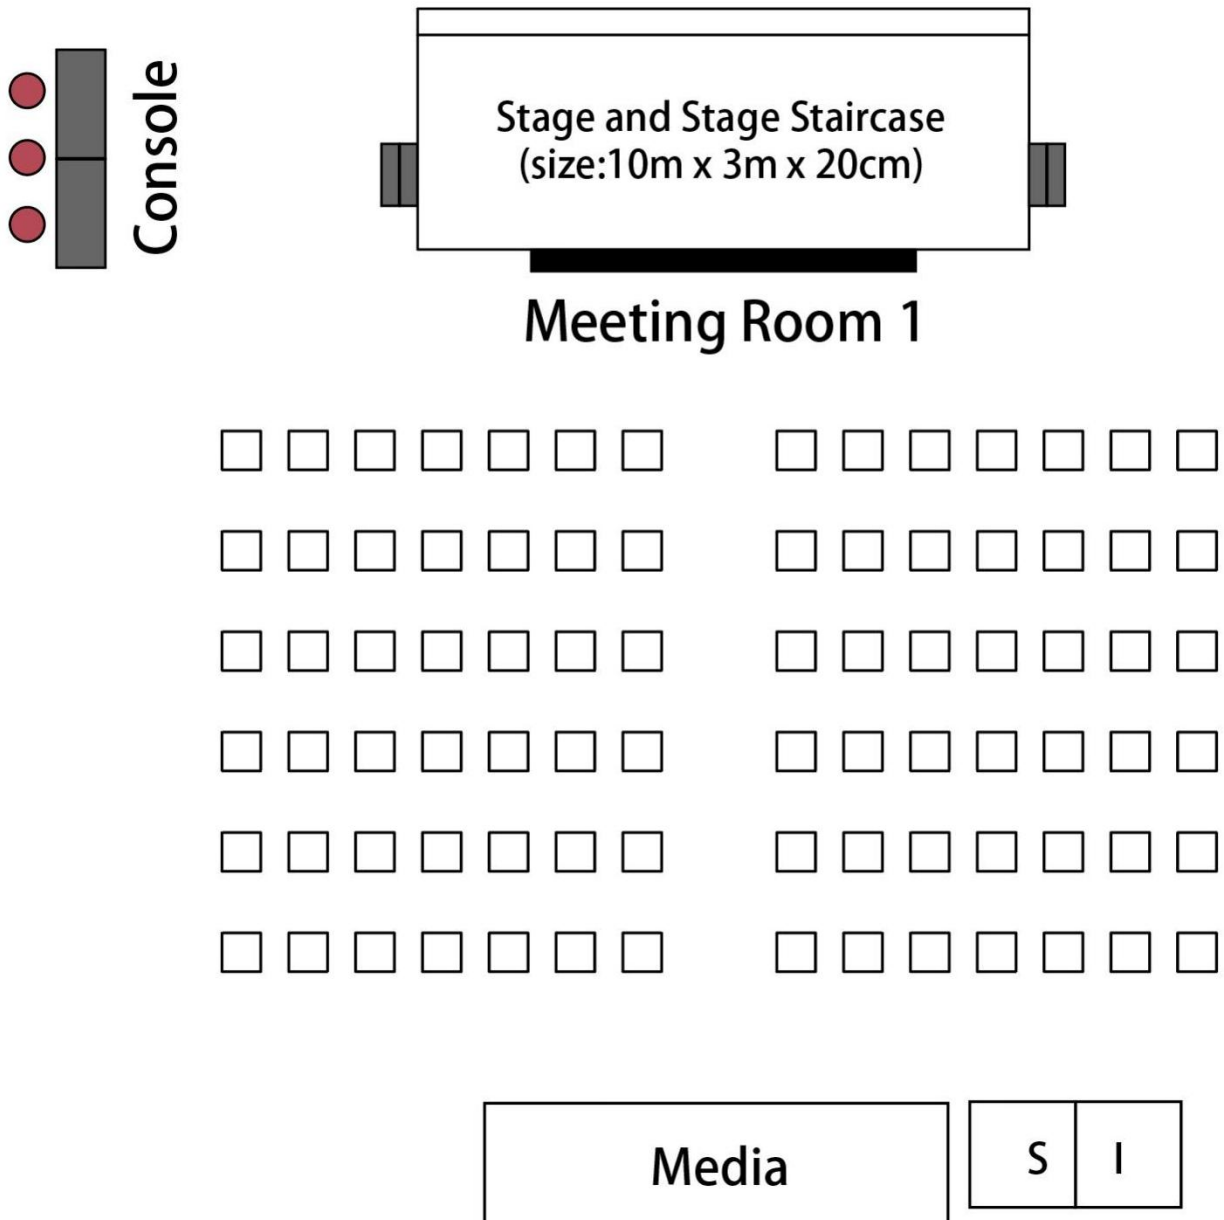 Console
Stage and Stage Staircase
(size:10m x 3m x 20cm)
Meeting Room 1
Media
S
I